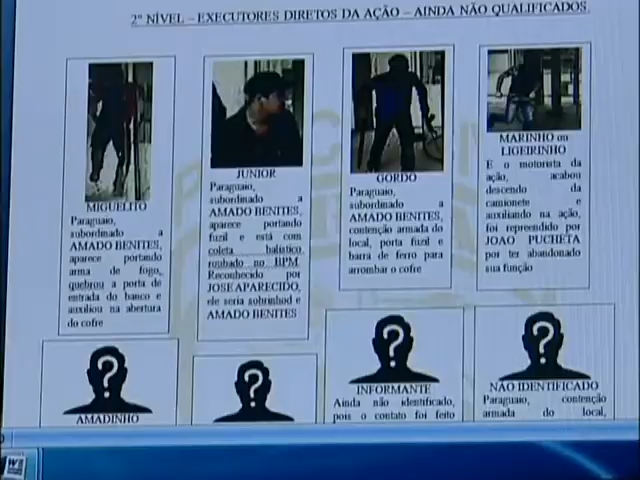 2º NÍVEL – EXECUTORES DIRETOS DA AÇÃO – AINDA NÃO QUALIFICADOS.
MIGUELITO
Paraguaio,
subordinado a
AMADO BENITES,
aparece portando
arma de fogo,
quebrou a porta de
entrada do banco e
auxiliou na abertura
do cofre
JUNIOR
Paraguaio,
subordinado a
AMADO BENITES,
aparece portando
fuzil e está com
coleta balístico
roubado no BPM.
Reconhecido por
JOSE APARECIDO,
ele seria sobrinhod e
AMADO BENITES
GORDO
Paraguaio,
subordinado a
AMADO BENITES,
contenção armada do
local, porta fuzil e
barra de ferro para
arrombar o cofre
MARINHO ou
LIGEIRINHO
E o motorista da
ação, acabou
descendo da
camionete e
auxiliando na ação,
foi repreendido por
JOAO PUCHETA
por ter abandonado
sua função
?
AMADINHO
?
?
INFORMANTE
Ainda não identificado,
pois o contato foi feito
?
NÃO IDENTIFICADO
Paraguaio, contenção
armada do local,
W